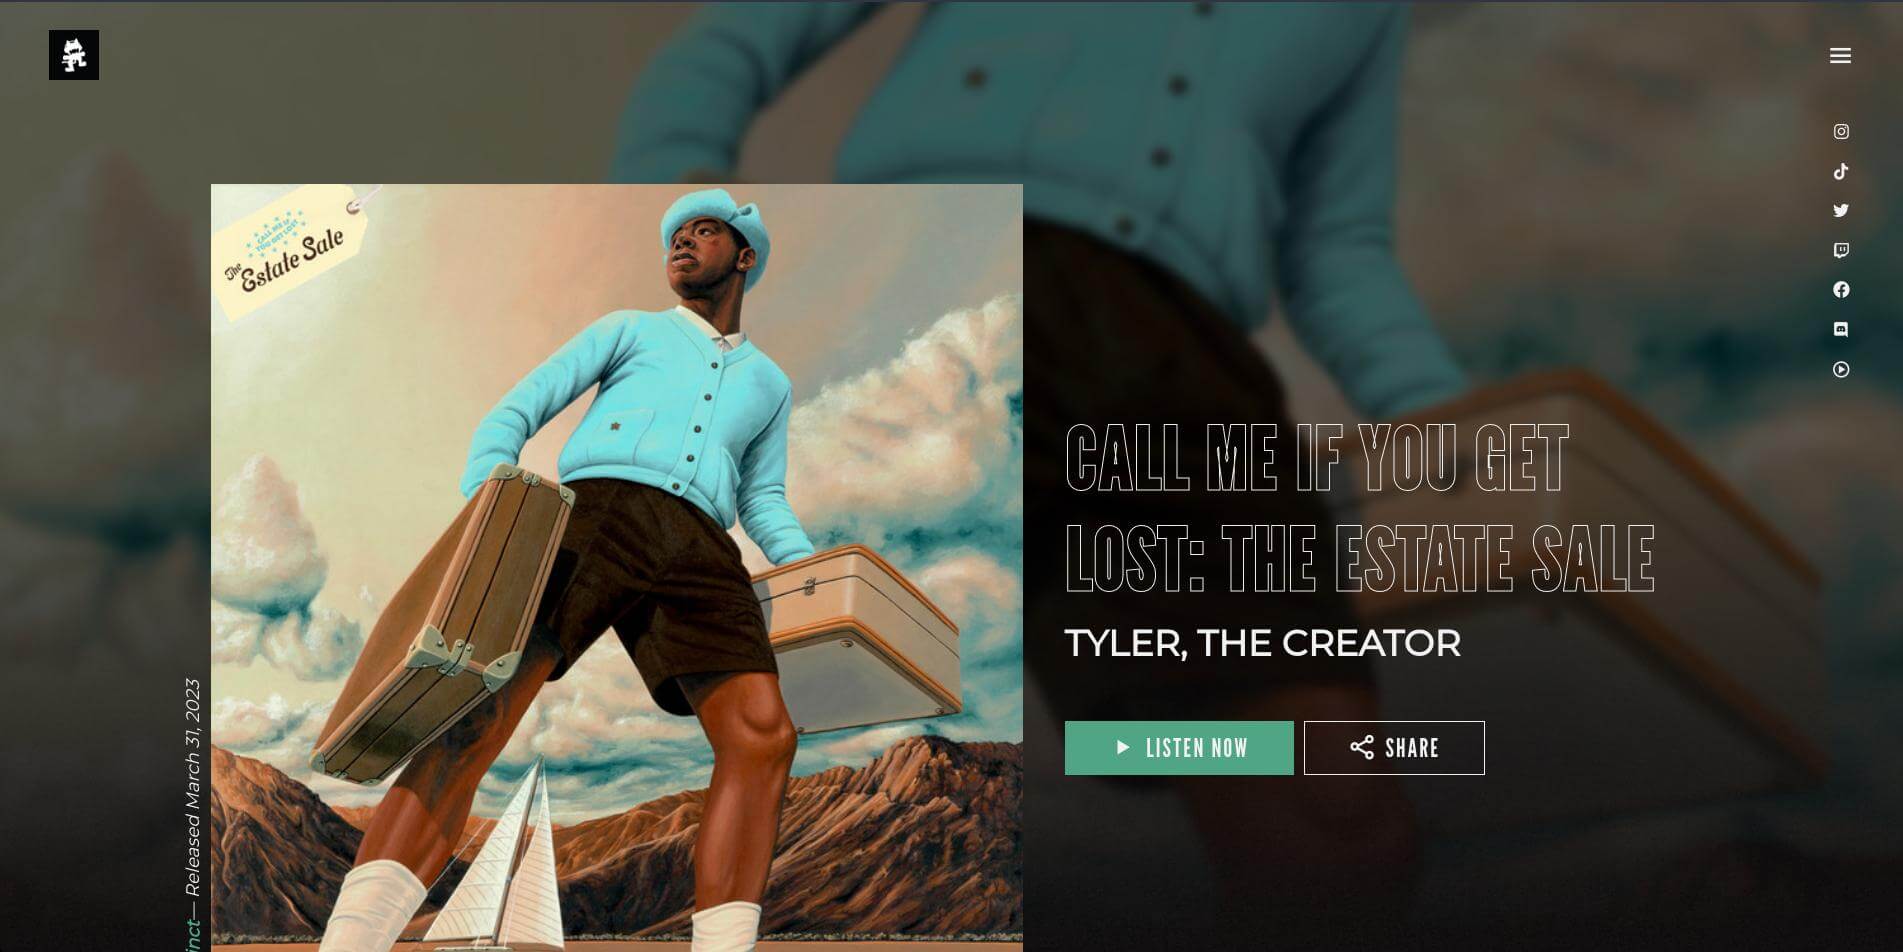 CALL ME IF
YOU GET LOST
The
Estate Sale
CALL ME IF YOU GET
LOST: THE ESTATE SALE
TYLER, THE CREATOR
LISTEN NOW
SHARE
inct— Released March 31, 2023